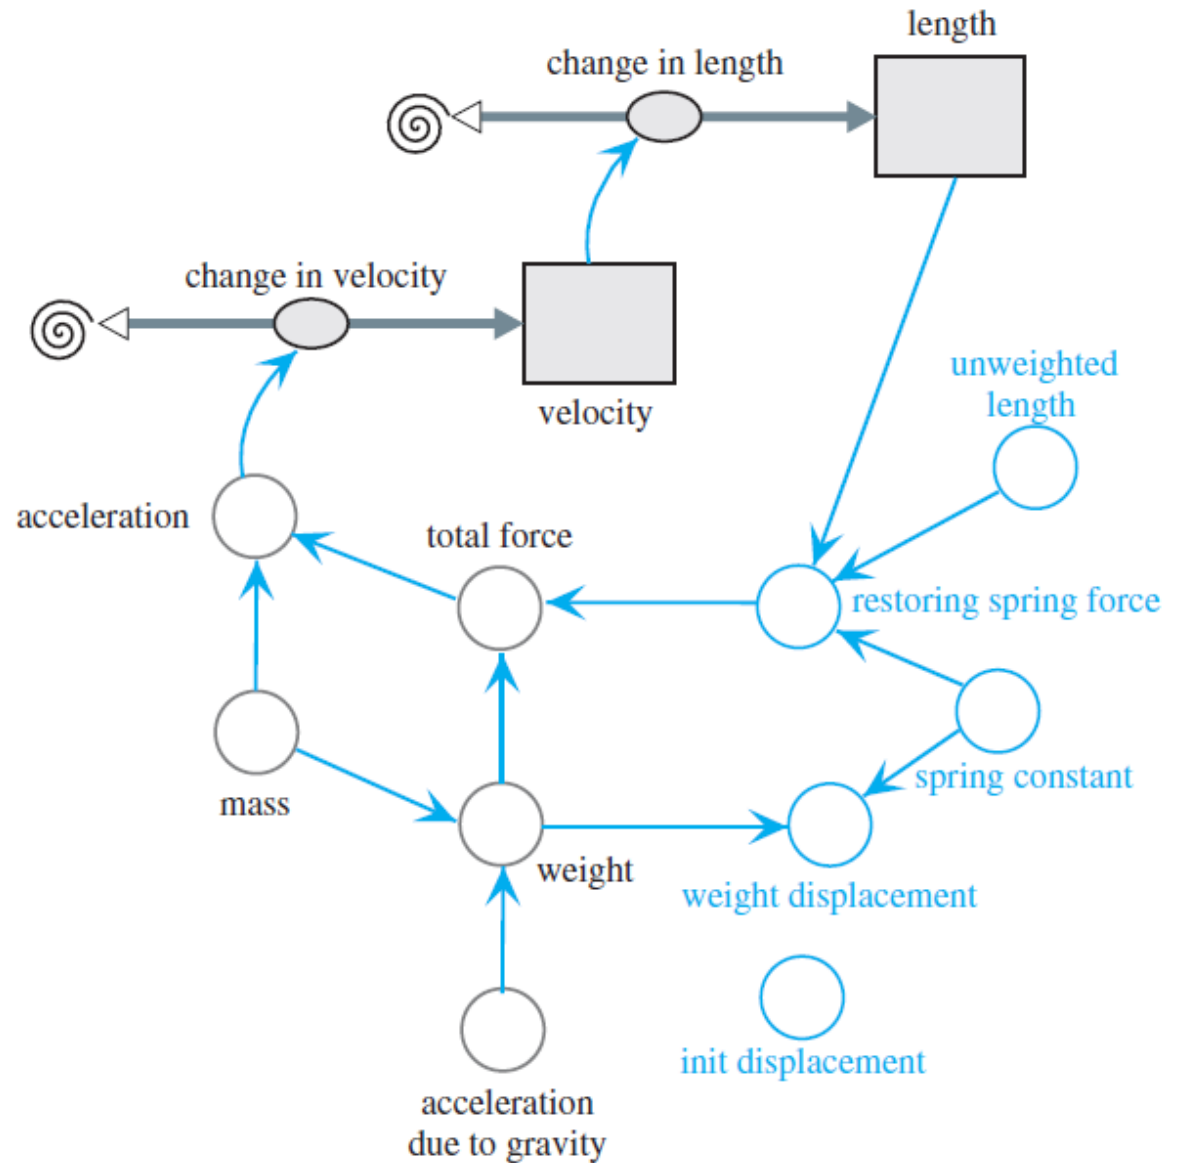 length
change in length
change in velocity
velocity
unweighted
length
acceleration
total force
restoring spring force
mass
spring constant
weight
weight displacement
init displacement
acceleration
due to gravity